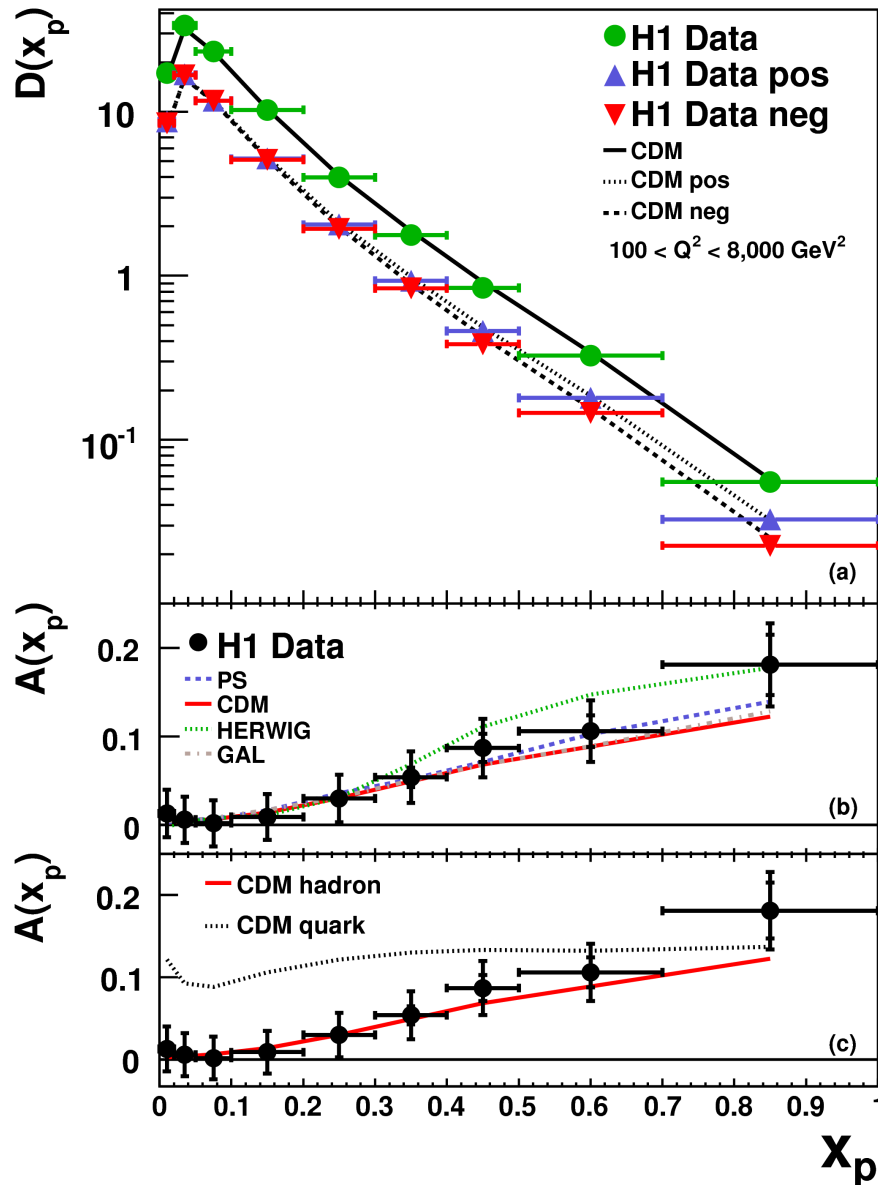 D(x_p)
10
1
10^-1
H1 Data
H1 Data pos
H1 Data neg
CDM
CDM pos
CDM neg
100 < Q^2 < 8,000 GeV^2
(a)
A(x_p)
0.2
0.1
0
H1 Data
PS
CDM
HERWIG
GAL
(b)
A(x_p)
0.2
0.1
0
CDM hadron
CDM quark
(c)
0 0.1 0.2 0.3 0.4 0.5 0.6 0.7 0.8 0.9 1
x_p